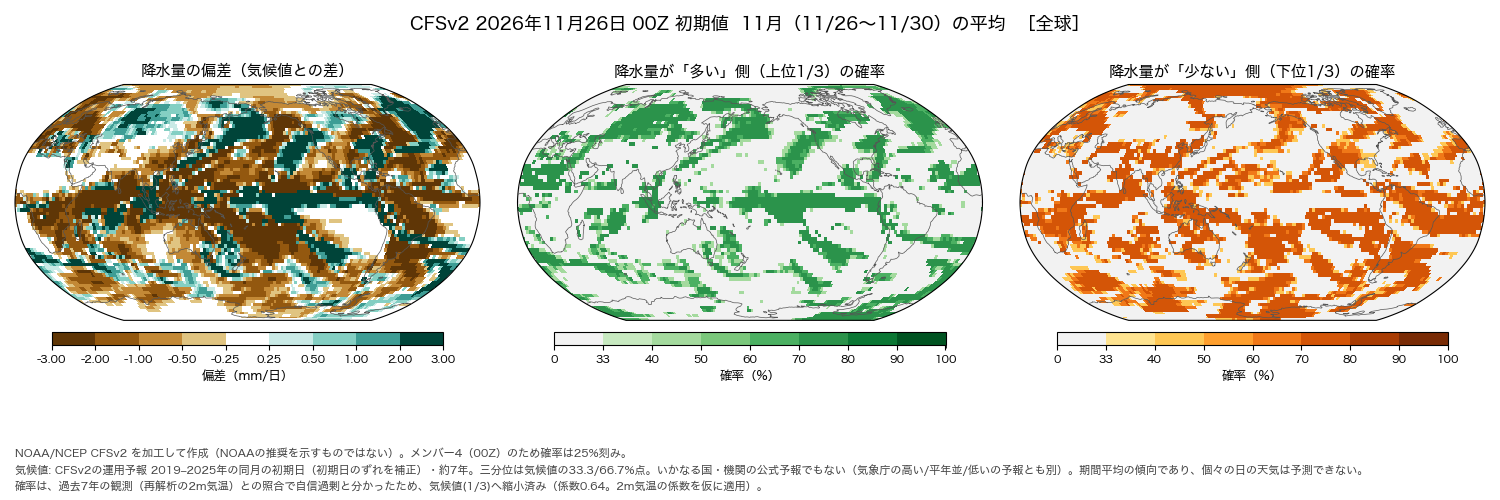 CFSv2 2026年11月26日 00Z 初期値 11月（11/26～11/30）の平均 ［全球］
降水量の偏差（気候値との差）
降水量が「多い」側（上位1/3）の確率
降水量が「少ない」側（下位1/3）の確率
-3.00 -2.00 -1.00 -0.50 -0.25 0.25 0.50 1.00 2.00 3.00
偏差（mm/日）
0 33 40 50 60 70 80 90 100
確率（%）
0 33 40 50 60 70 80 90 100
確率（%）
NOAA/NCEP CFSv2 を加工して作成（NOAAの推奨を示すものではない）。メンバー4（00Z）のため確率は25%刻み。
気候値: CFSv2の運用予報 2019–2025年の同月の初期日（初期日のずれを補正）・約7年。三分位は気候値の33.3/66.7%点。いかなる国・機関の公式予報でもない（気象庁の高い/平年並/低いの予報とも別）。期間平均の傾向であり、個々の日の天気は予測できない。
確率は、過去7年の観測（再解析の2m気温）との照合で自信過剰と分かったため、気候値(1/3)へ縮小済み（係数0.64。2m気温の係数を仮に適用）。